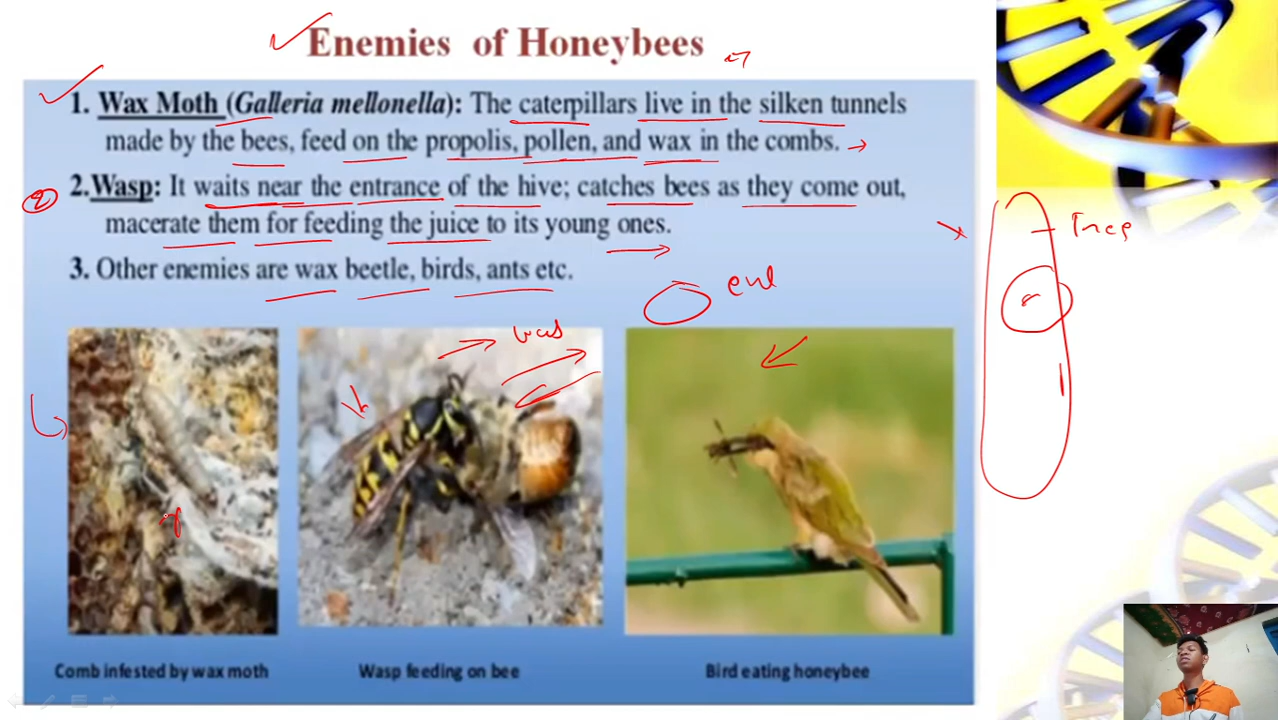 Enemies of Honeybees
1. Wax Moth (Galleria mellonella): The caterpillars live in the silken tunnels
made by the bees, feed on the propolis, pollen, and wax in the combs.
2
2.Wasp: It waits near the entrance of the hive; catches bees as they come out,
macerate them for feeding the juice to its young ones.
3. Other enemies are wax beetle, birds, ants etc.
Comb infested by wax moth
Wasp feeding on bee
Bird eating honeybee